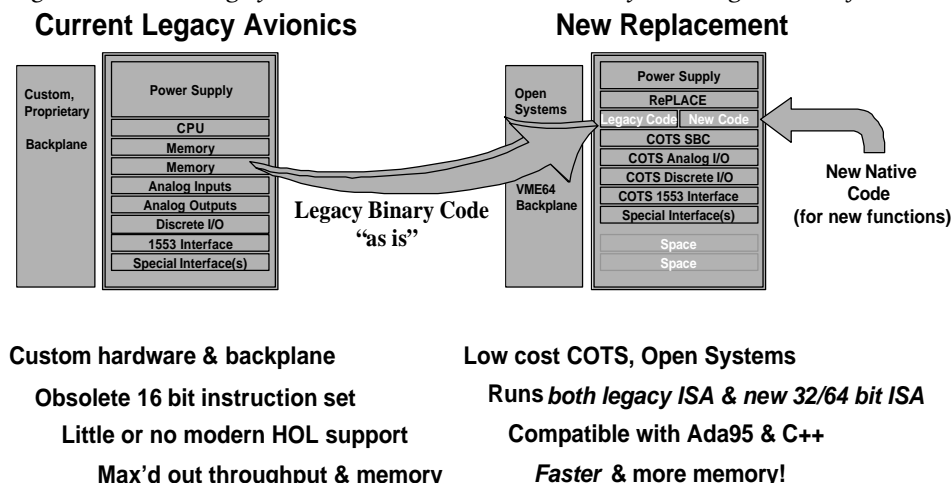 Current Legacy Avionics
Custom,
Proprietary
Backplane
Power Supply
CPU
Memory
Memory
Analog Inputs
Analog Outputs
Discrete I/O
1553 Interface
Special Interface(s)
Legacy Binary Code
“as is”
New Replacement
Open
Systems
VME64
Backplane
Power Supply
RePLACE
Legacy Code New Code
COTS SBC
COTS Analog I/O
COTS Discrete I/O
COTS 1553 Interface
Special Interface(s)
Space
Space
New Native
Code
(for new functions)
Custom hardware & backplane
Obsolete 16 bit instruction set
Little or no modern HOL support
Max'd out throughput & memory
Low cost COTS, Open Systems
Runs both legacy ISA & new 32/64 bit ISA
Compatible with Ada95 & C++
Faster & more memory!